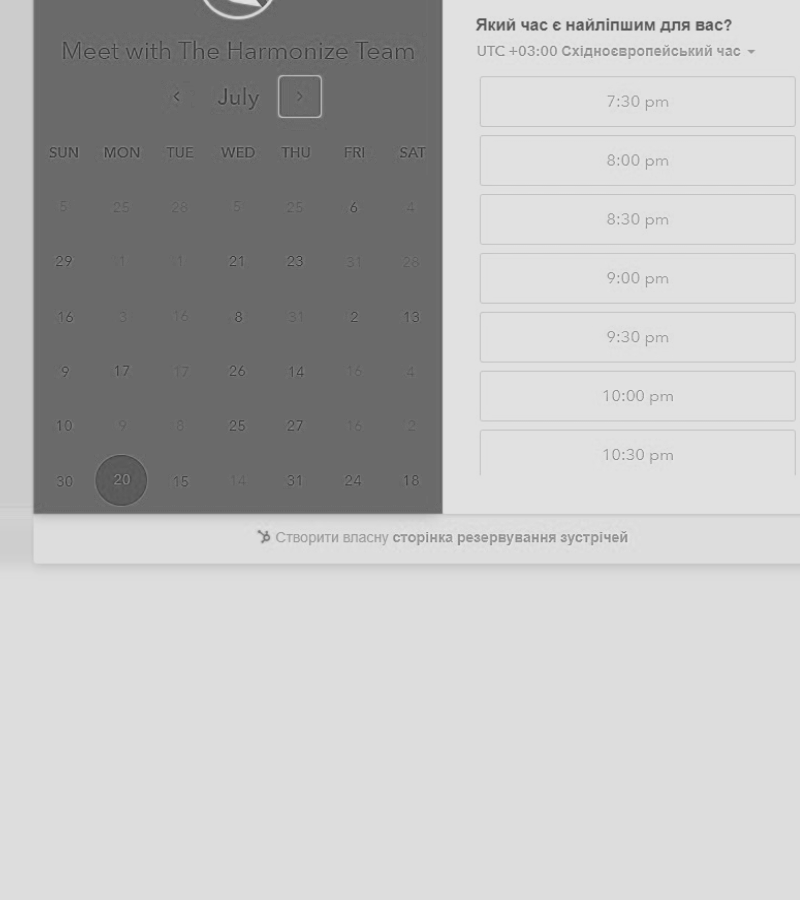 Meet with The Harmonize Team
July
SUN MON TUE WED THU FRI SAT
5 25 28 5 25 6 4
29 1 1 21 23 31 28
16 3 16 8 31 2 13
9 17 17 26 14 16 4
10 9 8 25 27 16 2
30 20 15 14 31 24 18
Який час є найліпшим для вас?
UTC +03:00 Східноєвропейський час
7:30 pm
8:00 pm
8:30 pm
9:00 pm
9:30 pm
10:00 pm
10:30 pm
Створити власну сторінка резервування зустрічей